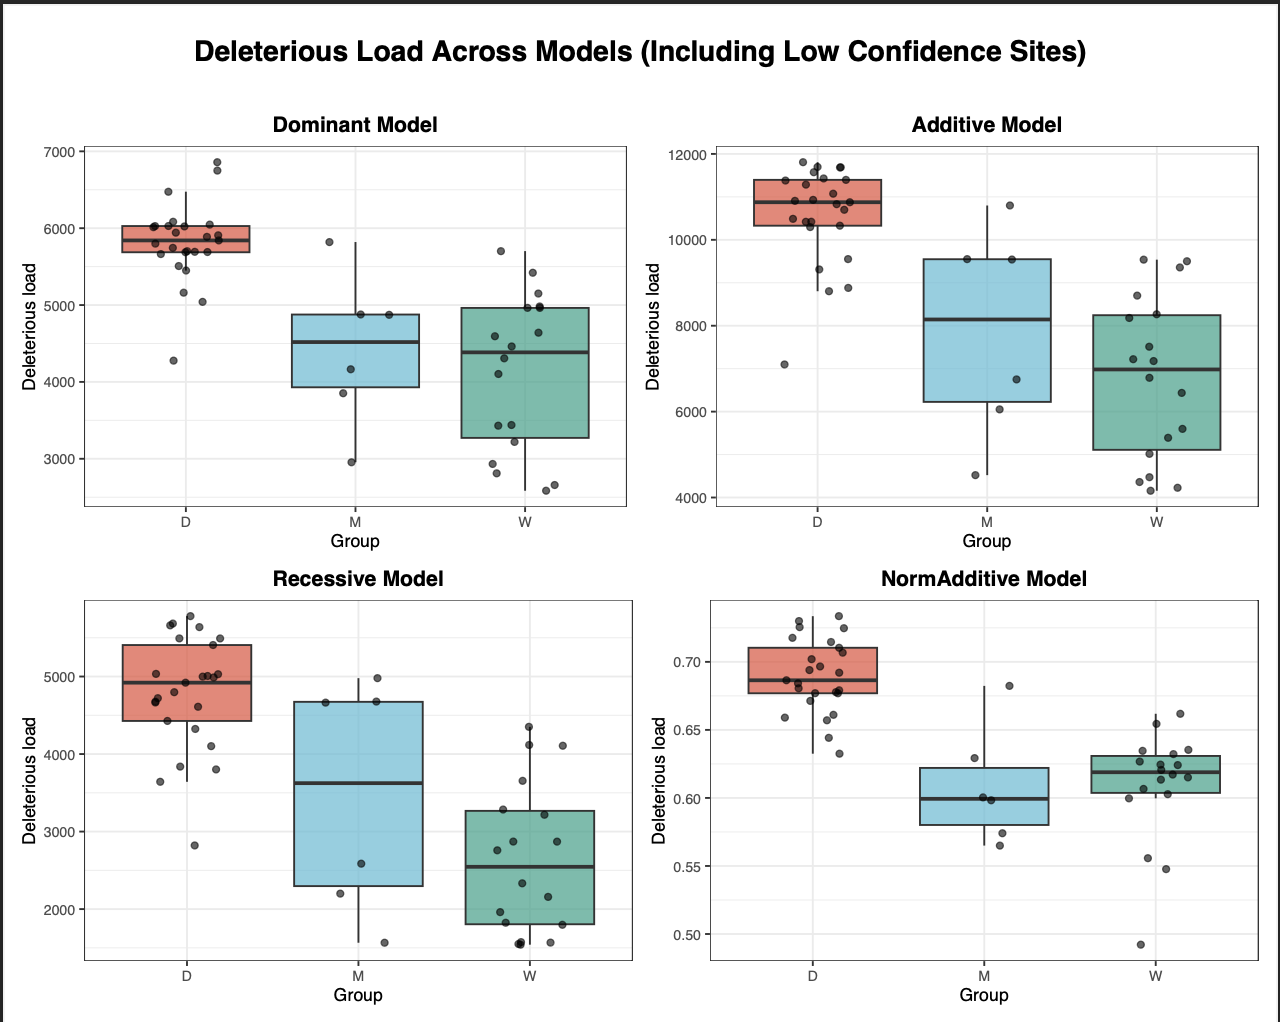 Deleterious Load Across Models (Including Low Confidence Sites)
Dominant Model
Deleterious load
7000
6000
5000
4000
3000
D M W
Group
Additive Model
Deleterious load
12000
10000
8000
6000
4000
D M W
Group
Recessive Model
Deleterious load
5000
4000
3000
2000
D M W
Group
NormAdditive Model
Deleterious load
0.70
0.65
0.60
0.55
0.50
D M W
Group